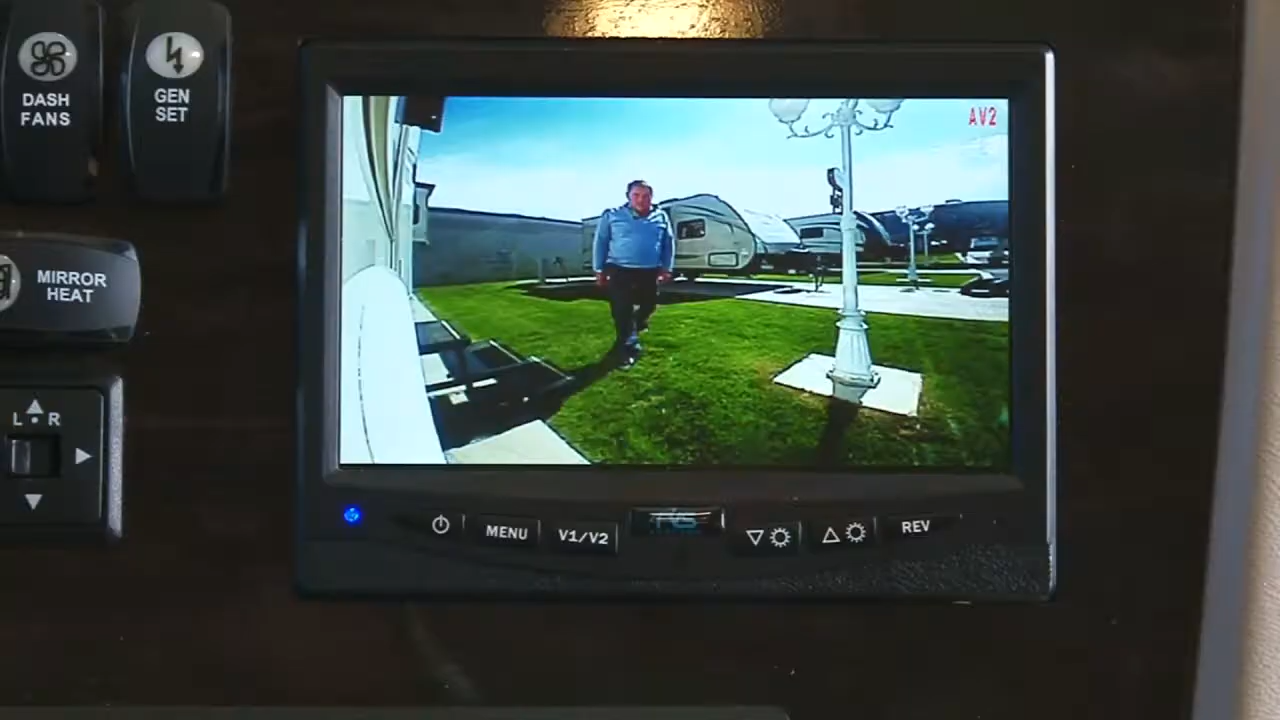 DASH
FANS
GEN
SET
AV2
MIRROR
HEAT
L R
MENU
V1/V2
REV